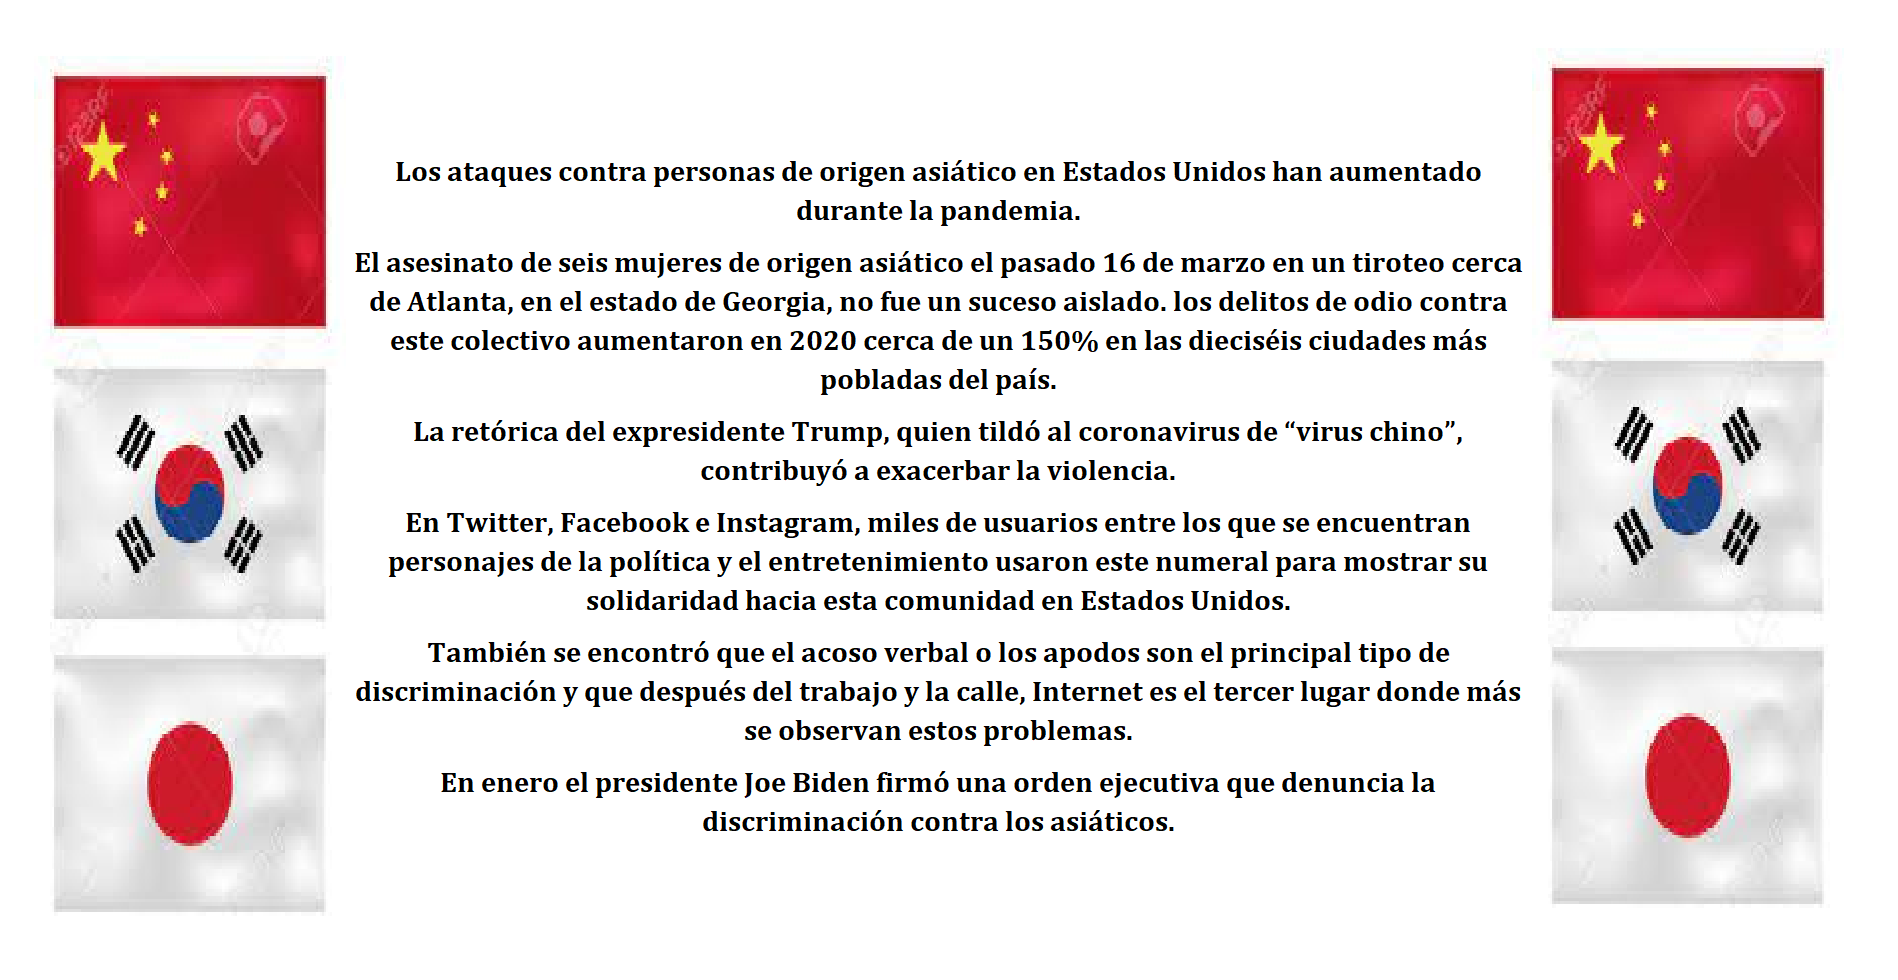 Los ataques contra personas de origen asiático en Estados Unidos han aumentado
durante la pandemia.
El asesinato de seis mujeres de origen asiático el pasado 16 de marzo en un tiroteo cerca
de Atlanta, en el estado de Georgia, no fue un suceso aislado. los delitos de odio contra
este colectivo aumentaron en 2020 cerca de un 150% en las dieciséis ciudades más
pobladas del país.
La retórica del expresidente Trump, quien tildó al coronavirus de “virus chino”,
contribuyó a exacerbar la violencia.
En Twitter, Facebook e Instagram, miles de usuarios entre los que se encuentran
personajes de la política y el entretenimiento usaron este numeral para mostrar su
solidaridad hacia esta comunidad en Estados Unidos.
También se encontró que el acoso verbal o los apodos son el principal tipo de
discriminación y que después del trabajo y la calle, Internet es el tercer lugar donde más
se observan estos problemas.
En enero el presidente Joe Biden firmó una orden ejecutiva que denuncia la
discriminación contra los asiáticos.